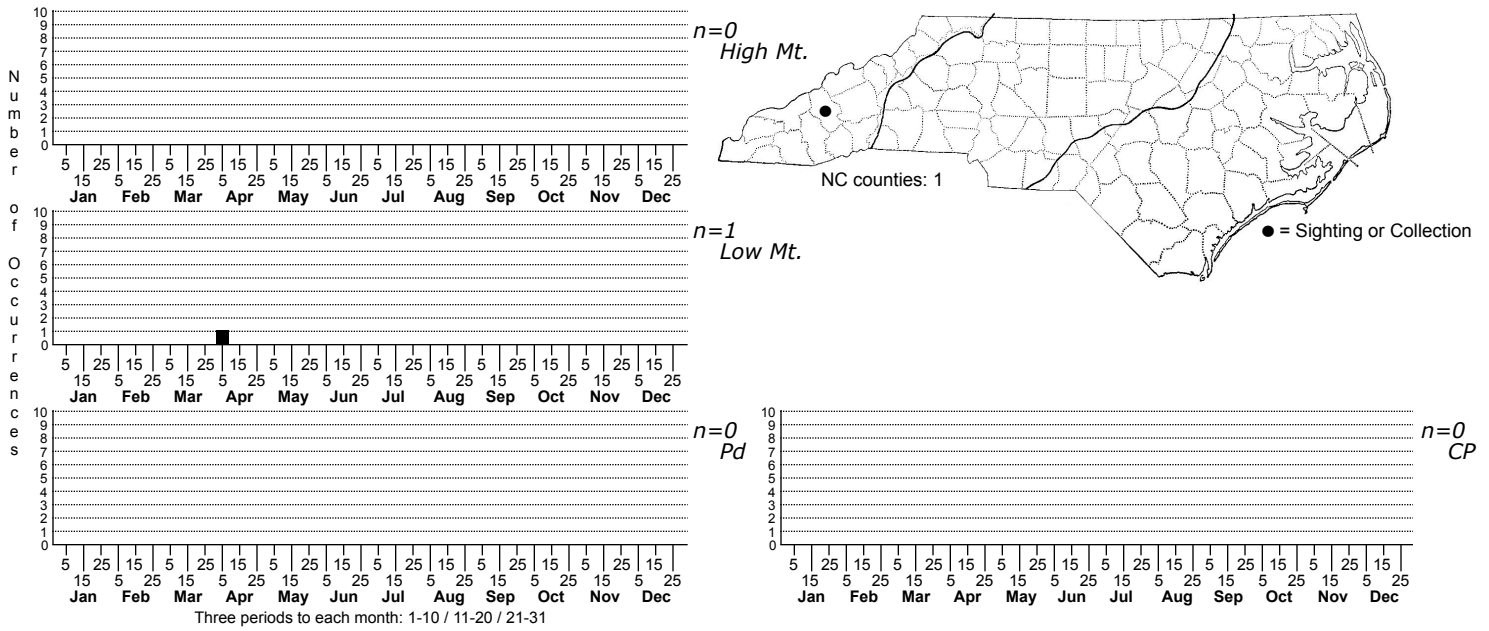 Number of Occurrences
10
9
8
7
6
5
4
3
2
1
0
5 25 15 5 25 15 5 25 15 5 25 15 5 25 15 5 25 15
15 5 25 15 5 25 15 5 25 15 5 25 15 5 25 15 5 25
Jan Feb Mar Apr May Jun Jul Aug Sep Oct Nov Dec
n=0
High Mt.
NC counties: 1
● = Sighting or Collection
10
9
8
7
6
5
4
3
2
1
0
5 25 15 5 25 15 5 25 15 5 25 15 5 25 15 5 25 15
15 5 25 15 5 25 15 5 25 15 5 25 15 5 25 15 5 25
Jan Feb Mar Apr May Jun Jul Aug Sep Oct Nov Dec
n=1
Low Mt.
10
9
8
7
6
5
4
3
2
1
0
5 25 15 5 25 15 5 25 15 5 25 15 5 25 15 5 25 15
15 5 25 15 5 25 15 5 25 15 5 25 15 5 25 15 5 25
Jan Feb Mar Apr May Jun Jul Aug Sep Oct Nov Dec
n=0
Pd
10
9
8
7
6
5
4
3
2
1
0
5 25 15 5 25 15 5 25 15 5 25 15 5 25 15 5 25 15
15 5 25 15 5 25 15 5 25 15 5 25 15 5 25 15 5 25
Jan Feb Mar Apr May Jun Jul Aug Sep Oct Nov Dec
n=0
CP
Three periods to each month: 1-10 / 11-20 / 21-31